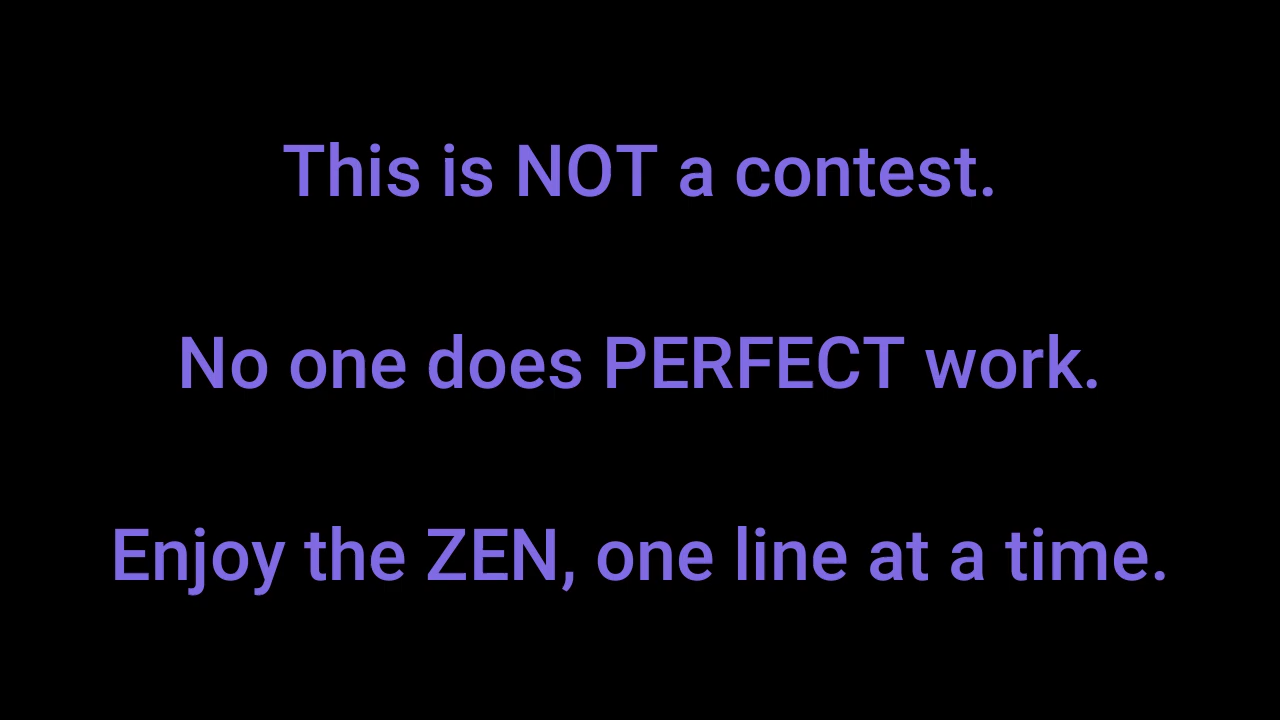 This is NOT a contest.
No one does PERFECT work.
Enjoy the ZEN, one line at a time.